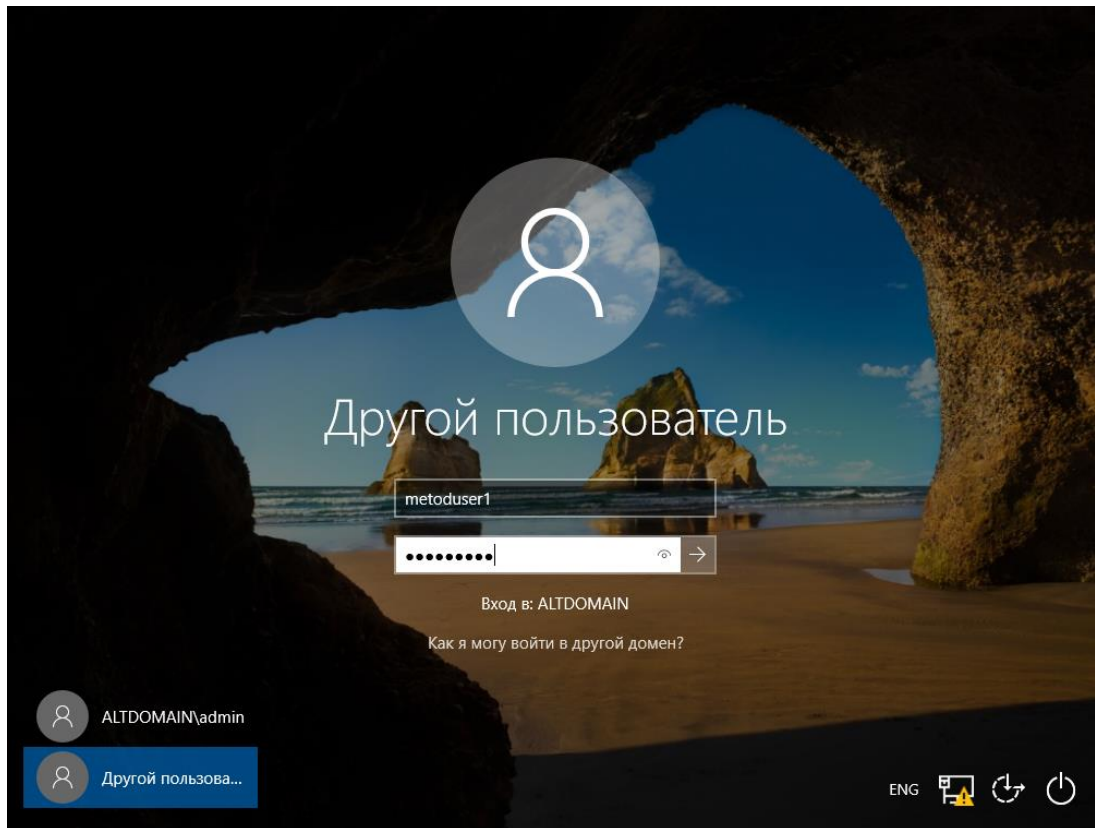 Другой пользователь
metoduser1
Вход в: ALTDOMAIN
Как я могу войти в другой домен?
ALTDOMAIN\admin
Другой пользова...
ENG